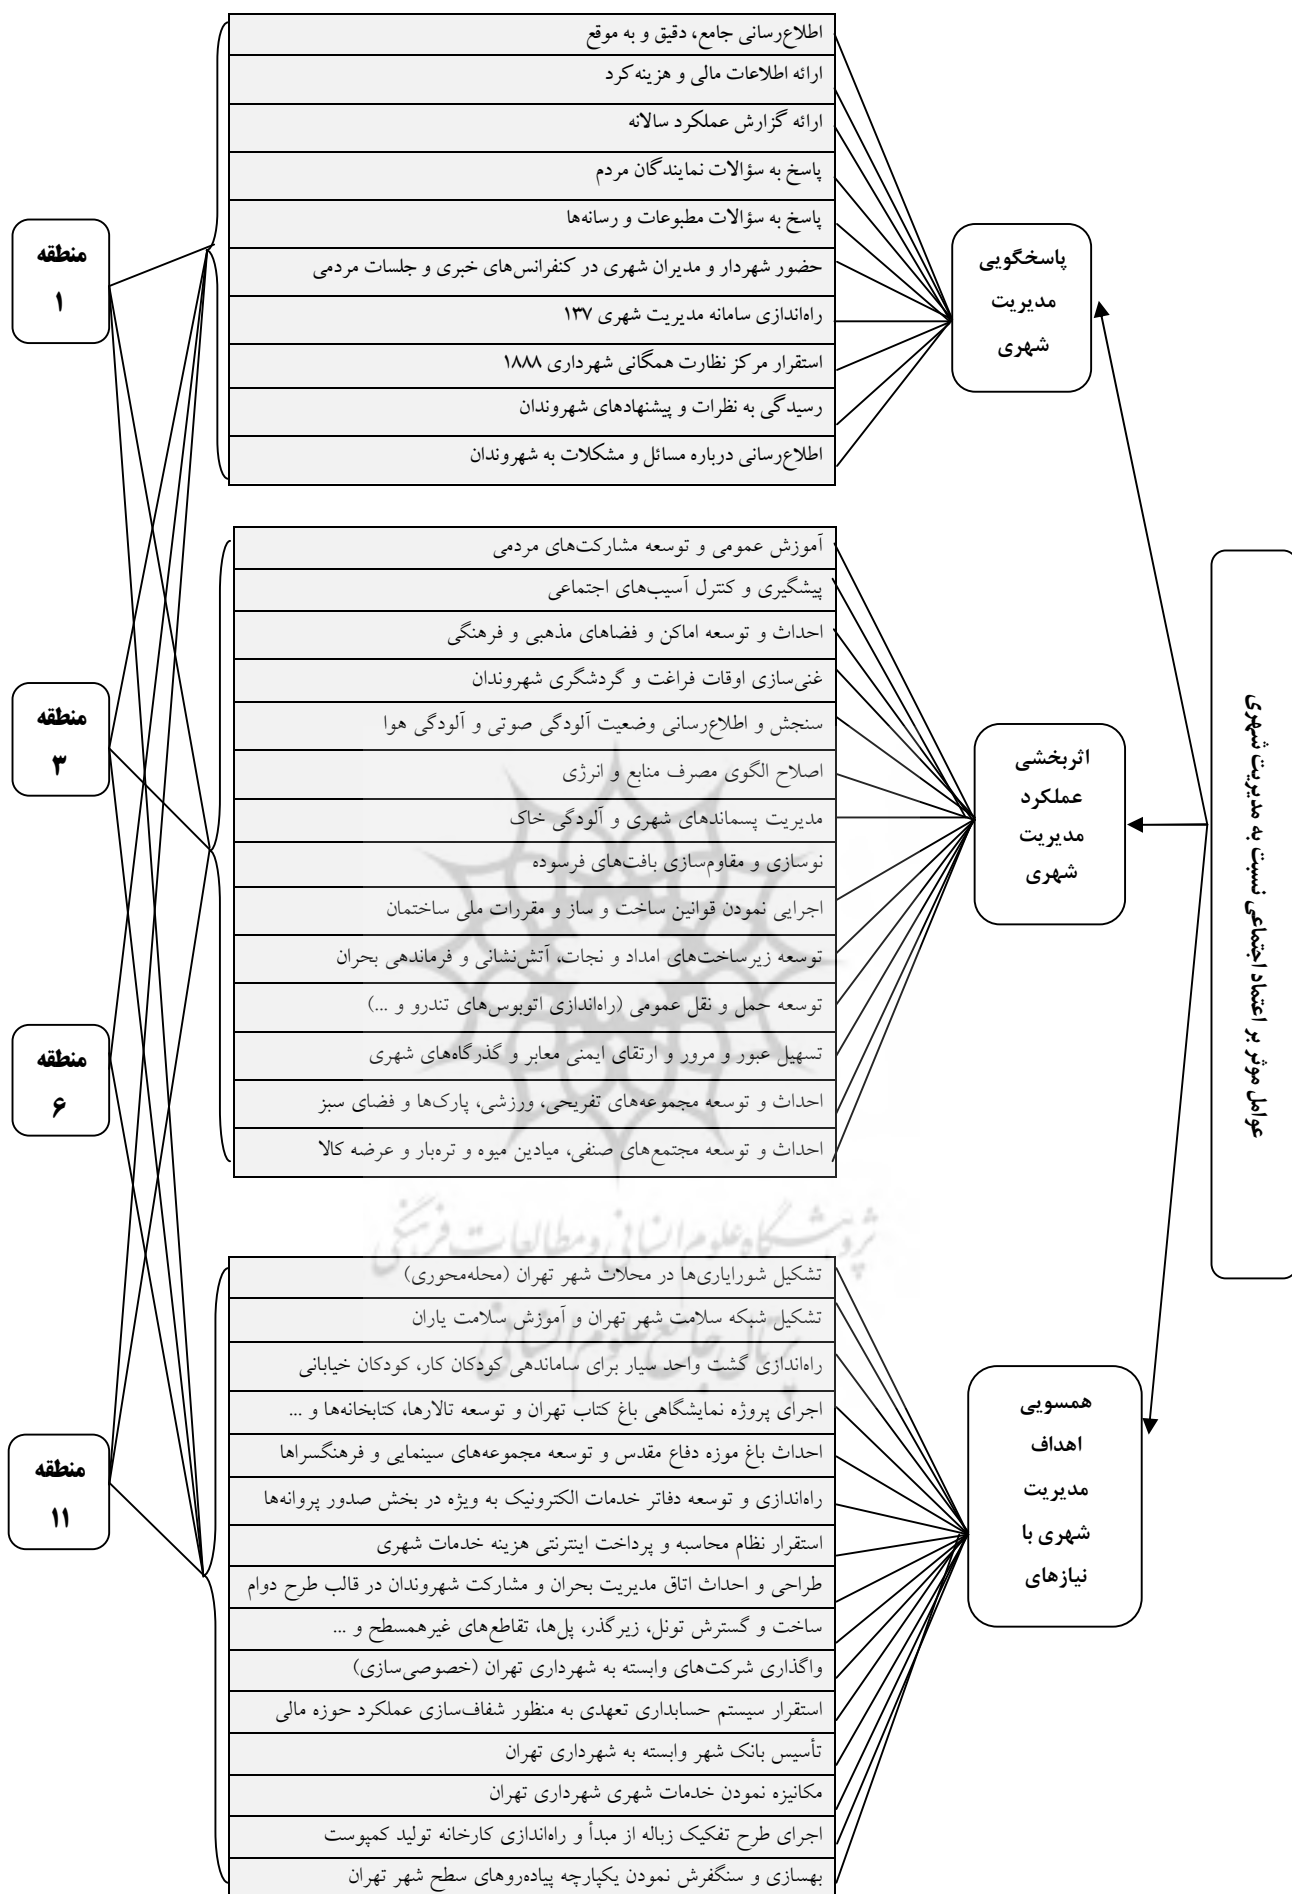 عوامل موثر بر اعتماد اجتماعی نسبت به مدیریت شهری
پاسخگویی
مدیریت
شهری
اطلاع‌رسانی جامع، دقیق و به موقع
ارائه اطلاعات مالی و هزینه کرد
ارائه گزارش عملکرد سالانه
پاسخ به سؤالات نمایندگان مردم
پاسخ به سؤالات مطبوعات و رسانه‌ها
حضور شهردار و مدیران شهری در کنفرانس‌های خبری و جلسات مردمی
راه‌اندازی سامانه مدیریت شهری ۱۳۷
استقرار مرکز نظارت همگانی شهرداری ۱۸۸۸
رسیدگی به نظرات و پیشنهادهای شهروندان
اطلاع‌رسانی درباره مسائل و مشکلات به شهروندان
اثربخشی
عملکرد
مدیریت
شهری
آموزش عمومی و توسعه مشارکت‌های مردمی
پیشگیری و کنترل آسیب‌های اجتماعی
احداث و توسعه اماکن و فضاهای مذهبی و فرهنگی
غنی‌سازی اوقات فراغت و گردشگری شهروندان
سنجش و اطلاع‌رسانی وضعیت آلودگی صوتی و آلودگی هوا
اصلاح الگوی مصرف منابع و انرژی
مدیریت پسماندهای شهری و آلودگی خاک
نوسازی و مقاوم‌سازی بافت‌های فرسوده
اجرایی نمودن قوانین ساخت و ساز و مقررات ملی ساختمان
توسعه زیرساخت‌های امداد و نجات، آتش‌نشانی و فرماندهی بحران
توسعه حمل و نقل عمومی (راه‌اندازی اتوبوس‌های تندرو و ...)
تسهیل عبور و مرور و ارتقای ایمنی معابر و گذرگاه‌های شهری
احداث و توسعه مجموعه‌های تفریحی، ورزشی، پارک‌ها و فضای سبز
احداث و توسعه مجتمع‌های صنفی، میادین میوه و تره‌بار و عرضه کالا
پژوهشگاه علوم انسانی و مطالعات فرهنگی
پرتال جامع علوم انسانی
همسویی
اهداف
مدیریت
شهری با
نیازهای
تشکیل شورایاری‌ها در محلات شهر تهران (محله‌محوری)
تشکیل شبکه سلامت شهر تهران و آموزش سلامت یاران
راه‌اندازی گشت واحد سیار برای ساماندهی کودکان کار، کودکان خیابانی
اجرای پروژه نمایشگاهی باغ کتاب تهران و توسعه تالارها، کتابخانه‌ها و ...
احداث باغ موزه دفاع مقدس و توسعه مجموعه‌های سینمایی و فرهنگسراها
راه‌اندازی و توسعه دفاتر خدمات الکترونیک به ویژه در بخش صدور پروانه‌ها
استقرار نظام محاسبه و پرداخت اینترنتی هزینه خدمات شهری
طراحی و احداث اتاق مدیریت بحران و مشارکت شهروندان در قالب طرح دوام
ساخت و گسترش تونل، زیرگذر، پل‌ها، تقاطع‌های غیرهمسطح و ...
واگذاری شرکت‌های وابسته به شهرداری تهران (خصوصی‌سازی)
استقرار سیستم حسابداری تعهدی به منظور شفاف‌سازی عملکرد حوزه مالی
تأسیس بانک شهر وابسته به شهرداری تهران
مکانیزه نمودن خدمات شهری شهرداری تهران
اجرای طرح تفکیک زباله از مبدأ و راه‌اندازی کارخانه تولید کمپوست
بهسازی و سنگفرش نمودن یکپارچه پیاده‌روهای سطح شهر تهران
منطقه
۱
منطقه
۳
منطقه
۶
منطقه
۱۱